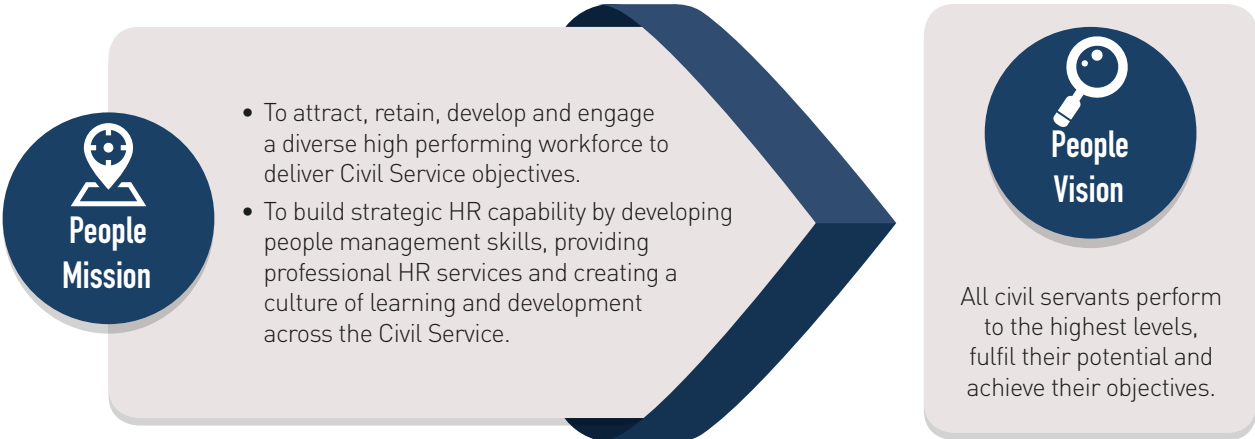 People
Mission
• To attract, retain, develop and engage
a diverse high performing workforce to
deliver Civil Service objectives.
• To build strategic HR capability by developing
people management skills, providing
professional HR services and creating a
culture of learning and development
across the Civil Service.
People
Vision
All civil servants perform
to the highest levels,
fulfil their potential and
achieve their objectives.